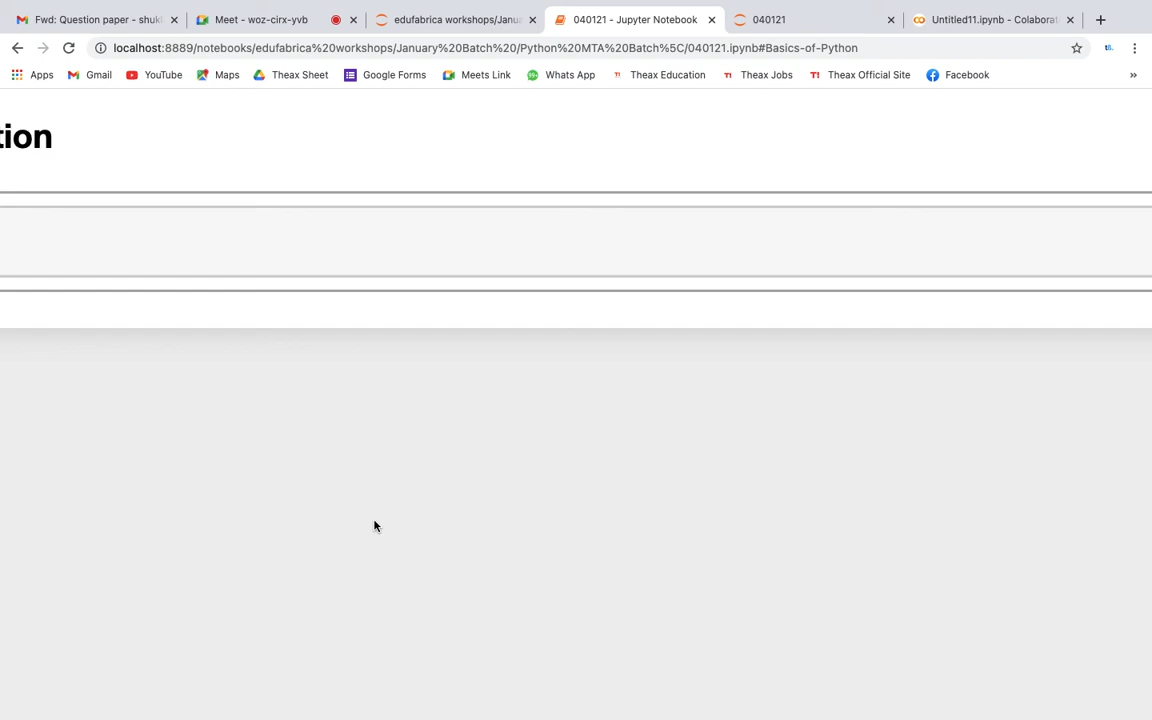 Fwd: Question paper - shukl
Meet - woz-cirx-yvb
edufabrica workshops/Janua
040121 - Jupyter Notebook
040121
Untitled11.ipynb - Colaborat
localhost:8889/notebooks/edufabrica%20workshops/January%20Batch%20/Python%20MTA%20Batch%5C/040121.ipynb#Basics-of-Python
Apps
Gmail
YouTube
Maps
Theax Sheet
Google Forms
Meets Link
Whats App
Theax Education
Theax Jobs
Theax Official Site
Facebook
tion